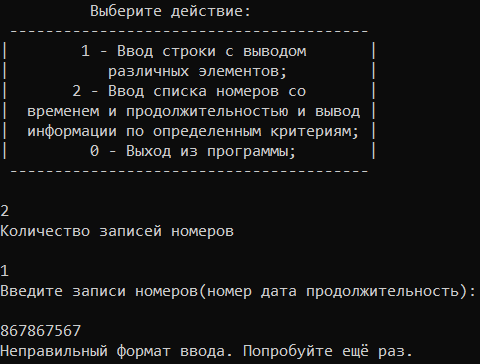 Выберите действие:
----------------------------------------
| 1 - Ввод строки с выводом |
| различных элементов; |
| 2 - Ввод списка номеров со |
| временем и продолжительностью и вывод |
| информации по определенным критериям; |
| 0 - Выход из программы; |
----------------------------------------
2
Количество записей номеров
1
Введите записи номеров(номер дата продолжительность):
867867567
Неправильный формат ввода. Попробуйте ещё раз.